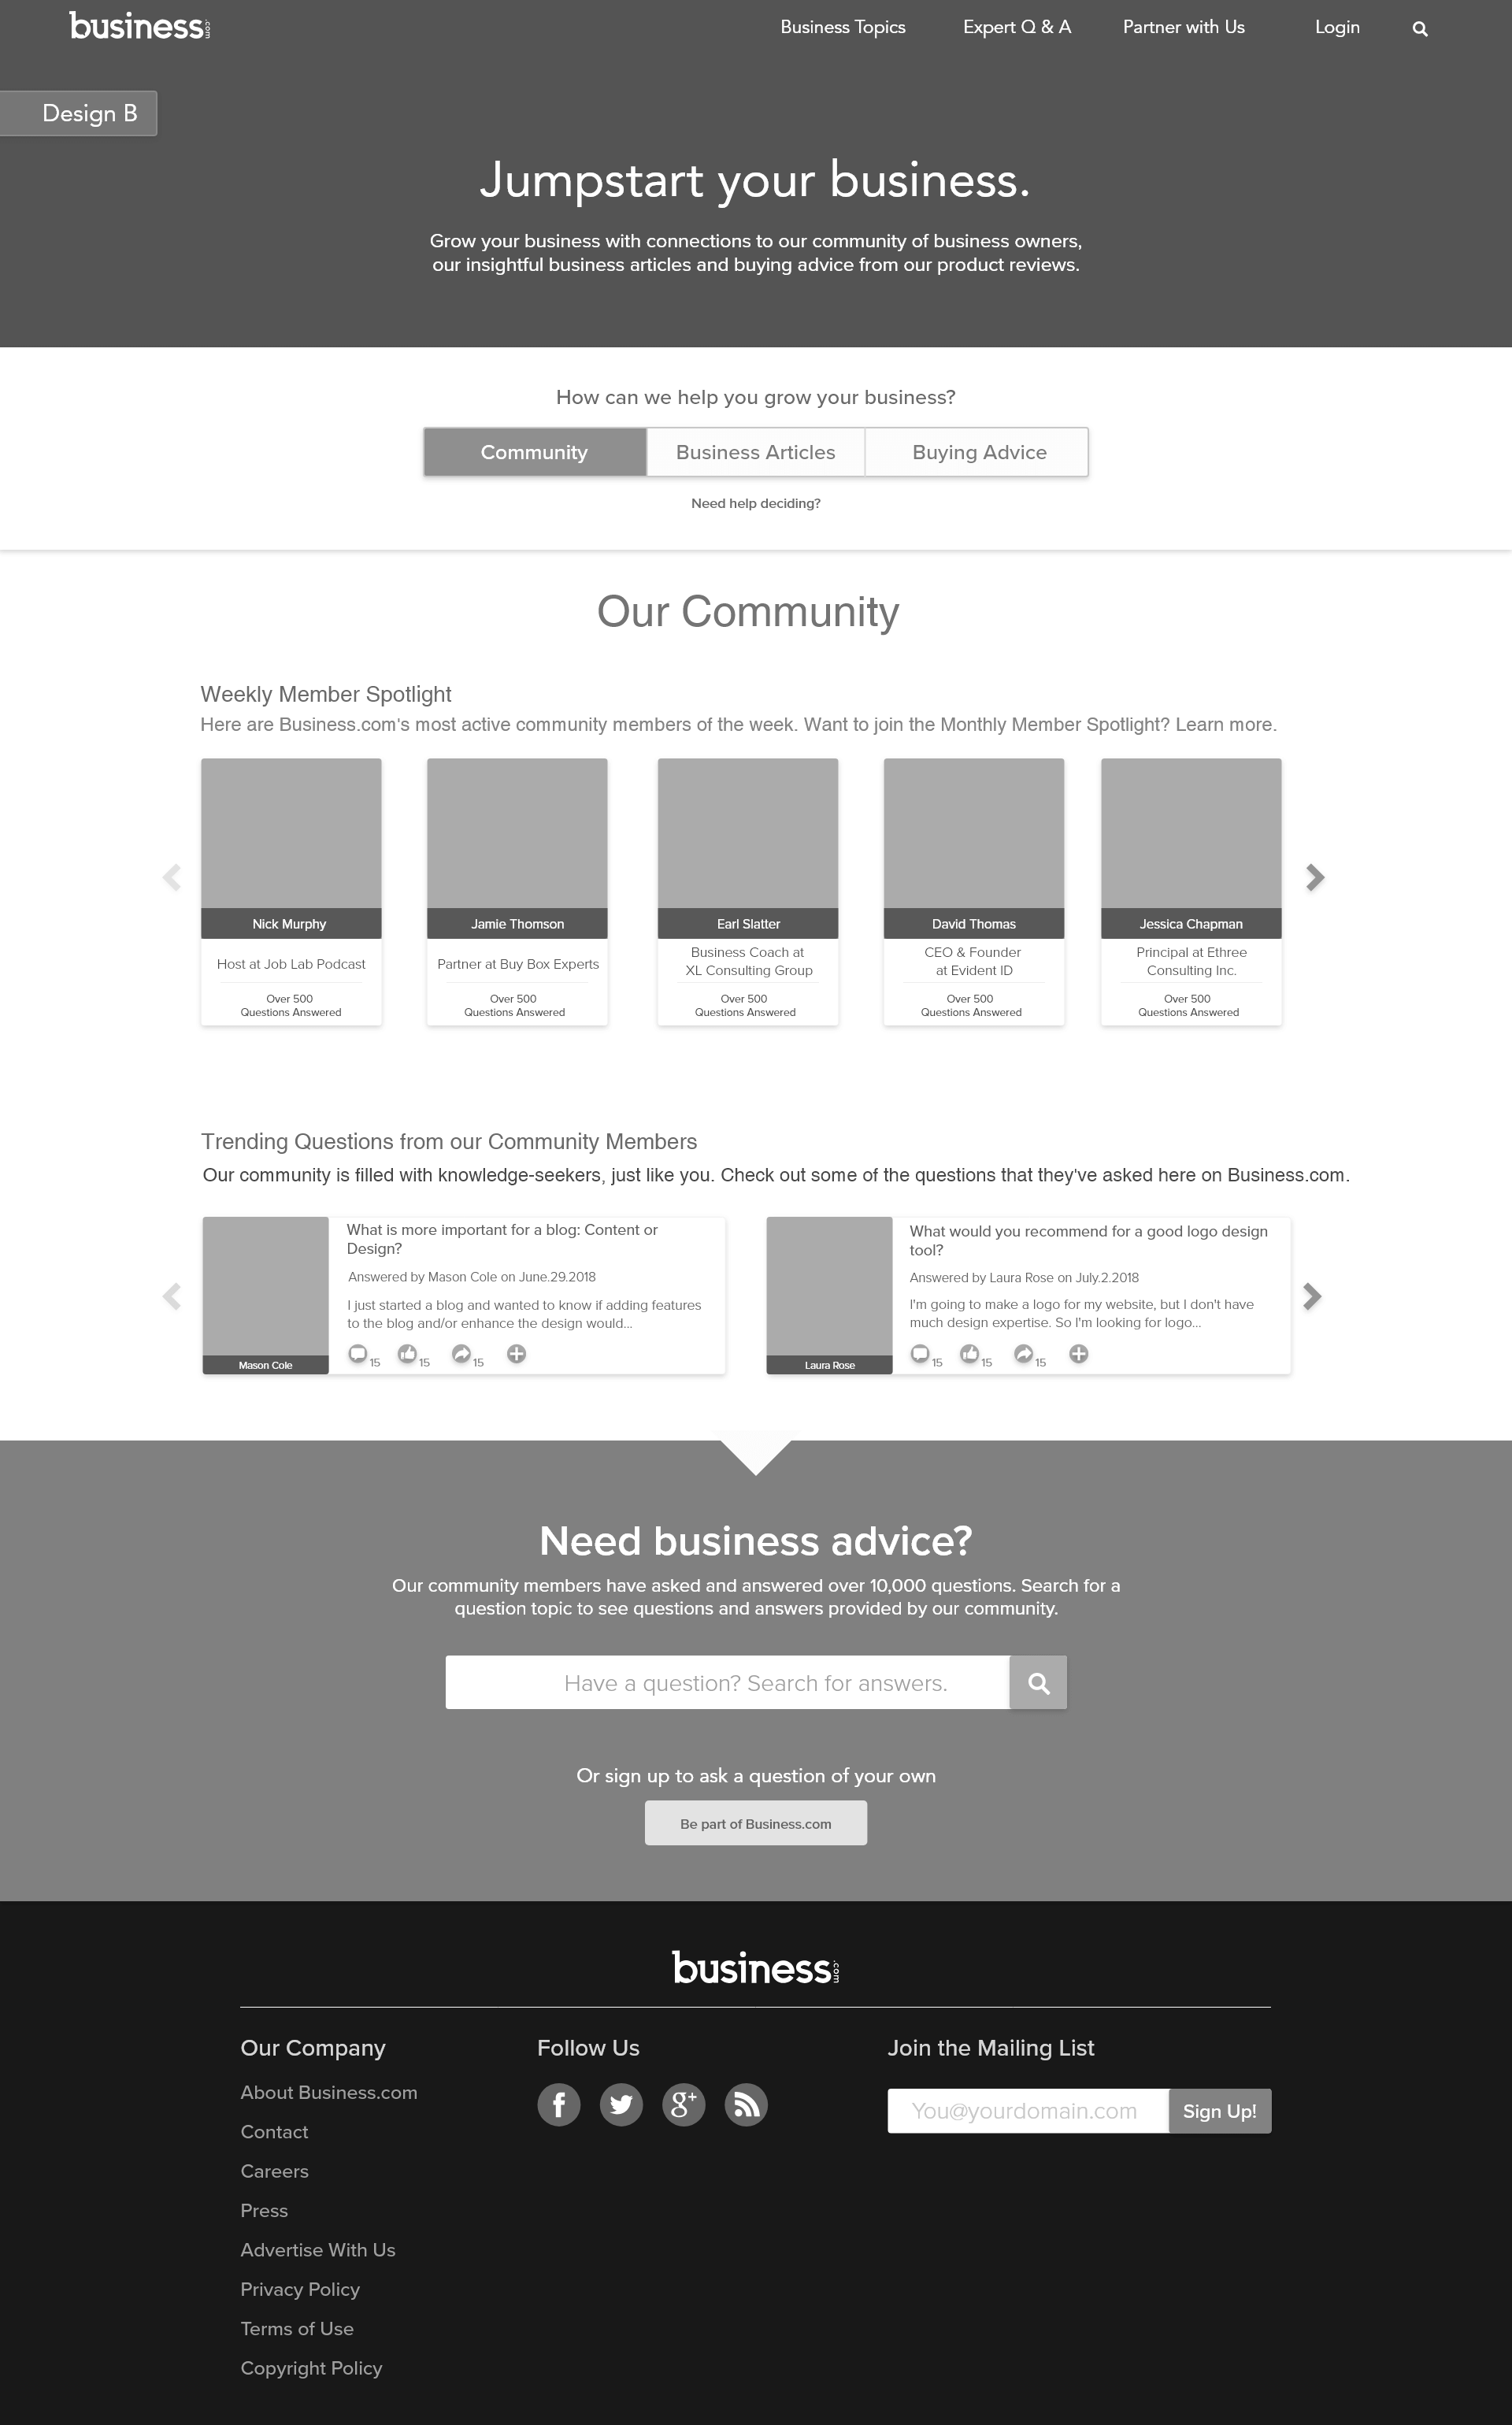 business.com
Business Topics
Expert Q & A
Partner with Us
Login
Design B
Jumpstart your business.
Grow your business with connections to our community of business owners,
our insightful business articles and buying advice from our product reviews.
How can we help you grow your business?
Community
Business Articles
Buying Advice
Need help deciding?
Our Community
Weekly Member Spotlight
Here are Business.com's most active community members of the week. Want to join the Monthly Member Spotlight? Learn more.
Nick Murphy
Host at Job Lab Podcast
Over 500
Questions Answered
Jamie Thomson
Partner at Buy Box Experts
Over 500
Questions Answered
Earl Slatter
Business Coach at
XL Consulting Group
Over 500
Questions Answered
David Thomas
CEO & Founder
at Evident ID
Over 500
Questions Answered
Jessica Chapman
Principal at Ethree
Consulting Inc.
Over 500
Questions Answered
Trending Questions from our Community Members
Our community is filled with knowledge-seekers, just like you. Check out some of the questions that they've asked here on Business.com.
Mason Cole
What is more important for a blog: Content or
Design?
Answered by Mason Cole on June.29.2018
I just started a blog and wanted to know if adding features
to the blog and/or enhance the design would...
15 15 15
Laura Rose
What would you recommend for a good logo design
tool?
Answered by Laura Rose on July.2.2018
I'm going to make a logo for my website, but I don't have
much design expertise. So I'm looking for logo...
15 15 15
Need business advice?
Our community members have asked and answered over 10,000 questions. Search for a
question topic to see questions and answers provided by our community.
Have a question? Search for answers.
Or sign up to ask a question of your own
Be part of Business.com
business.com
Our Company
About Business.com
Contact
Careers
Press
Advertise With Us
Privacy Policy
Terms of Use
Copyright Policy
Follow Us
f
g+
Join the Mailing List
You@yourdomain.com
Sign Up!